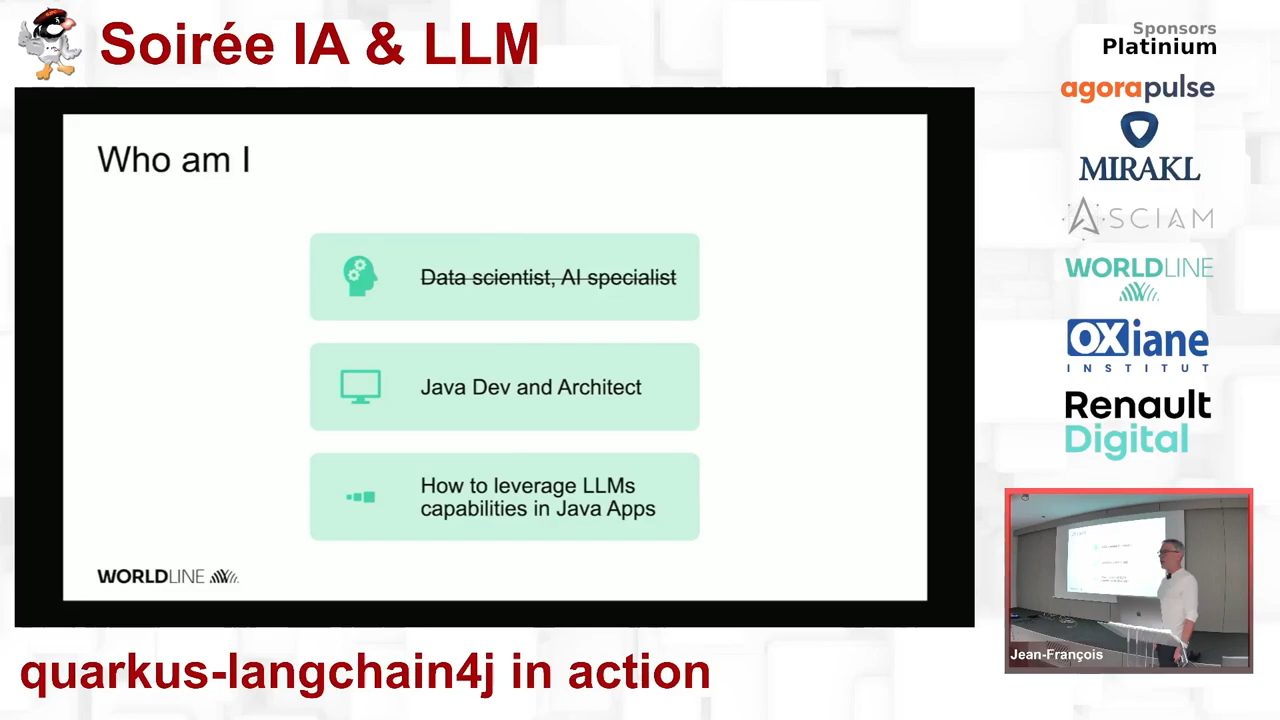 Soirée IA & LLM
Sponsors
Platinium
agorapulse
MIRAKL
ASCIAM
WORLDLINE
OXiane
INSTITUT
Renault
Digital
Who am I
Data scientist, AI specialist
Java Dev and Architect
How to leverage LLMs
capabilities in Java Apps
WORLDLINE
Jean-François
quarkus-langchain4j in action